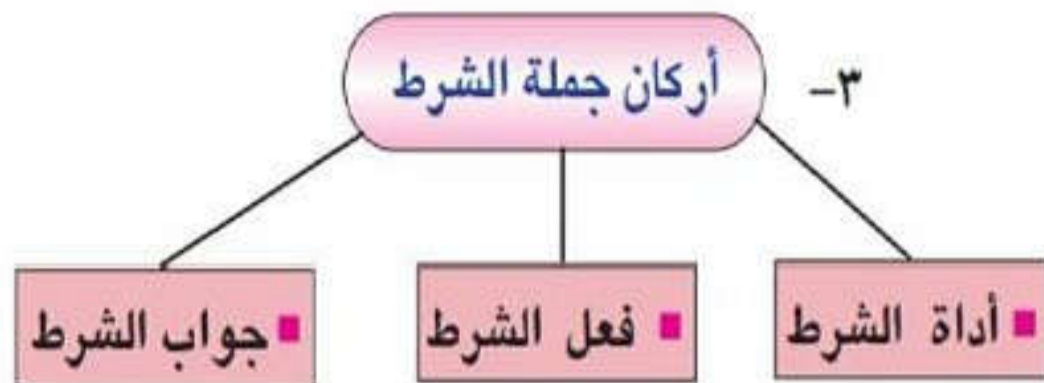 ٣- أركان جملة الشرط
■ أداة الشرط
■ فعل الشرط
■ جواب الشرط